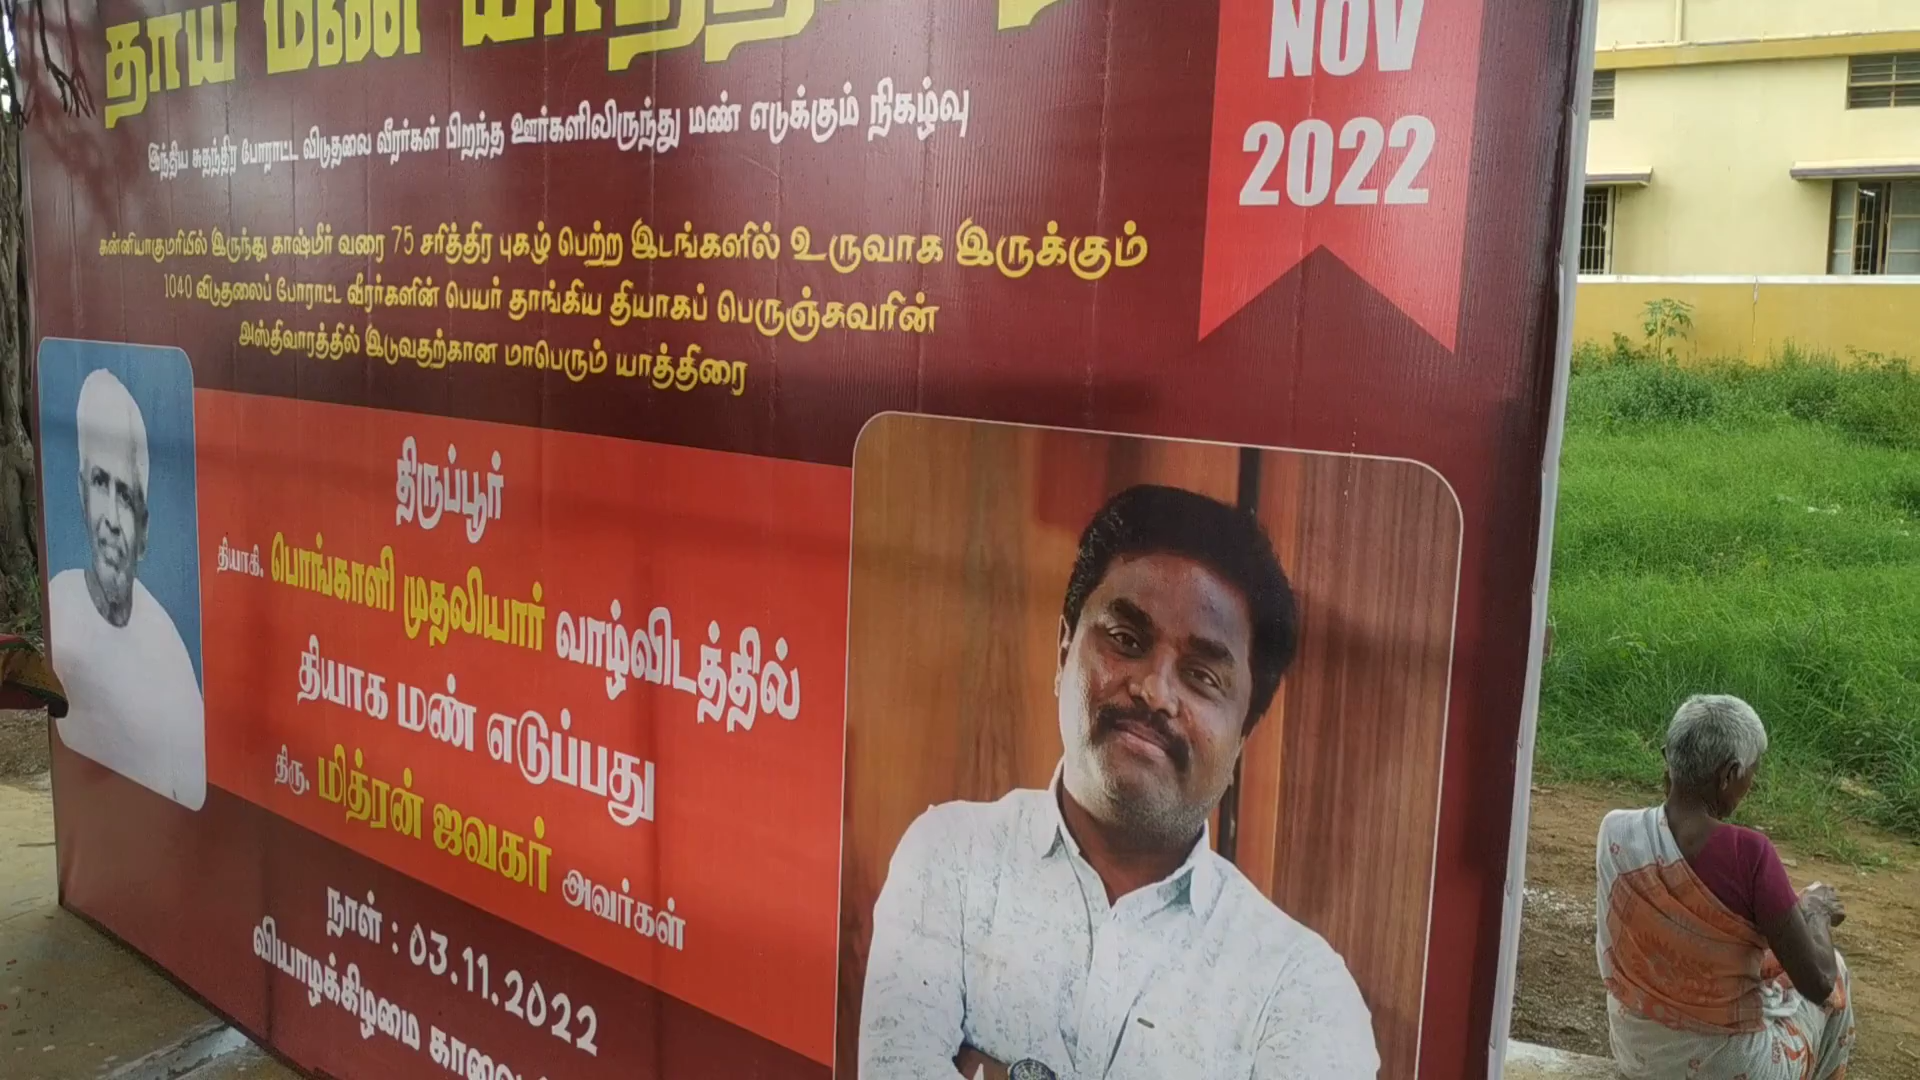 தாய் மண்
NOV
2022
இந்திய சுதந்திர போராட்ட விடுதலை வீரர்கள் பிறந்த ஊர்களிலிருந்து மண் எடுக்கும் நிகழ்வு
கன்னியாகுமரியில் இருந்து காஷ்மீர் வரை 75 சரித்திர புகழ் பெற்ற இடங்களில் உருவாக இருக்கும்
1040 விடுதலைப் போராட்ட வீரர்களின் பெயர் தாங்கிய தியாகப் பெருஞ்சுவரின்
அஸ்திவாரத்தில் இடுவதற்கான மாபெரும் யாத்திரை
திருப்பூர்
தியாகி. பொங்காளி முதலியார் வாழ்விடத்தில்
தியாக மண் எடுப்பது
திரு. மித்ரன் ஜவகர் அவர்கள்
நாள் : 03.11.2022
வியாழக்கிழமை காலை